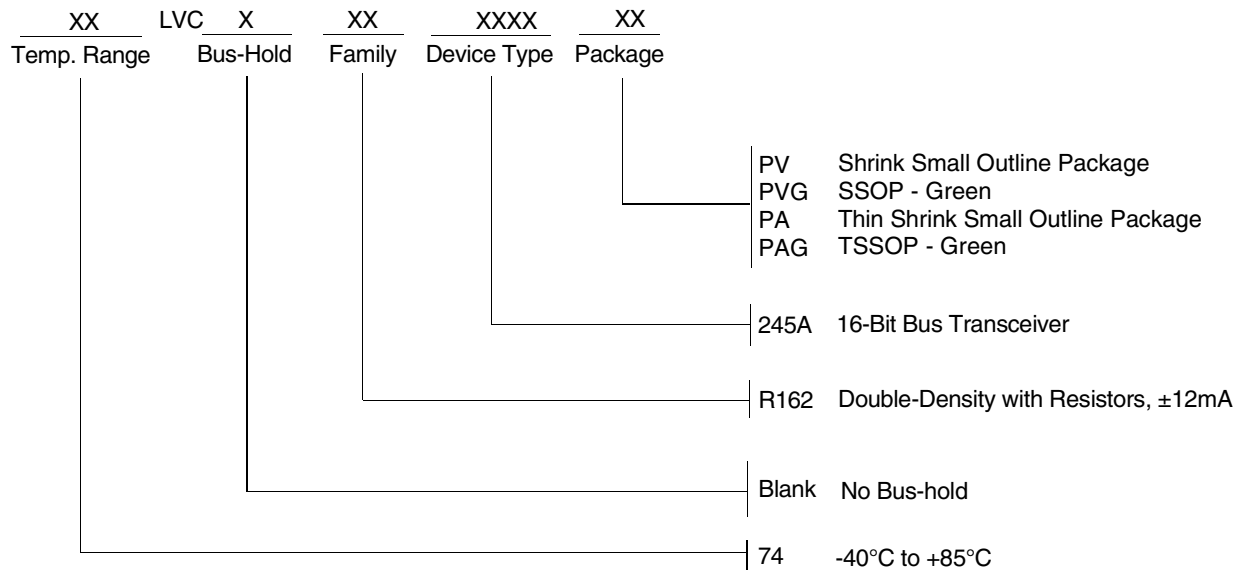 XX LVC X XX XXXX XX
Temp. Range Bus-Hold Family Device Type Package
PV Shrink Small Outline Package
PVG SSOP - Green
PA Thin Shrink Small Outline Package
PAG TSSOP - Green
245A 16-Bit Bus Transceiver
R162 Double-Density with Resistors, ±12mA
Blank No Bus-hold
74 -40°C to +85°C